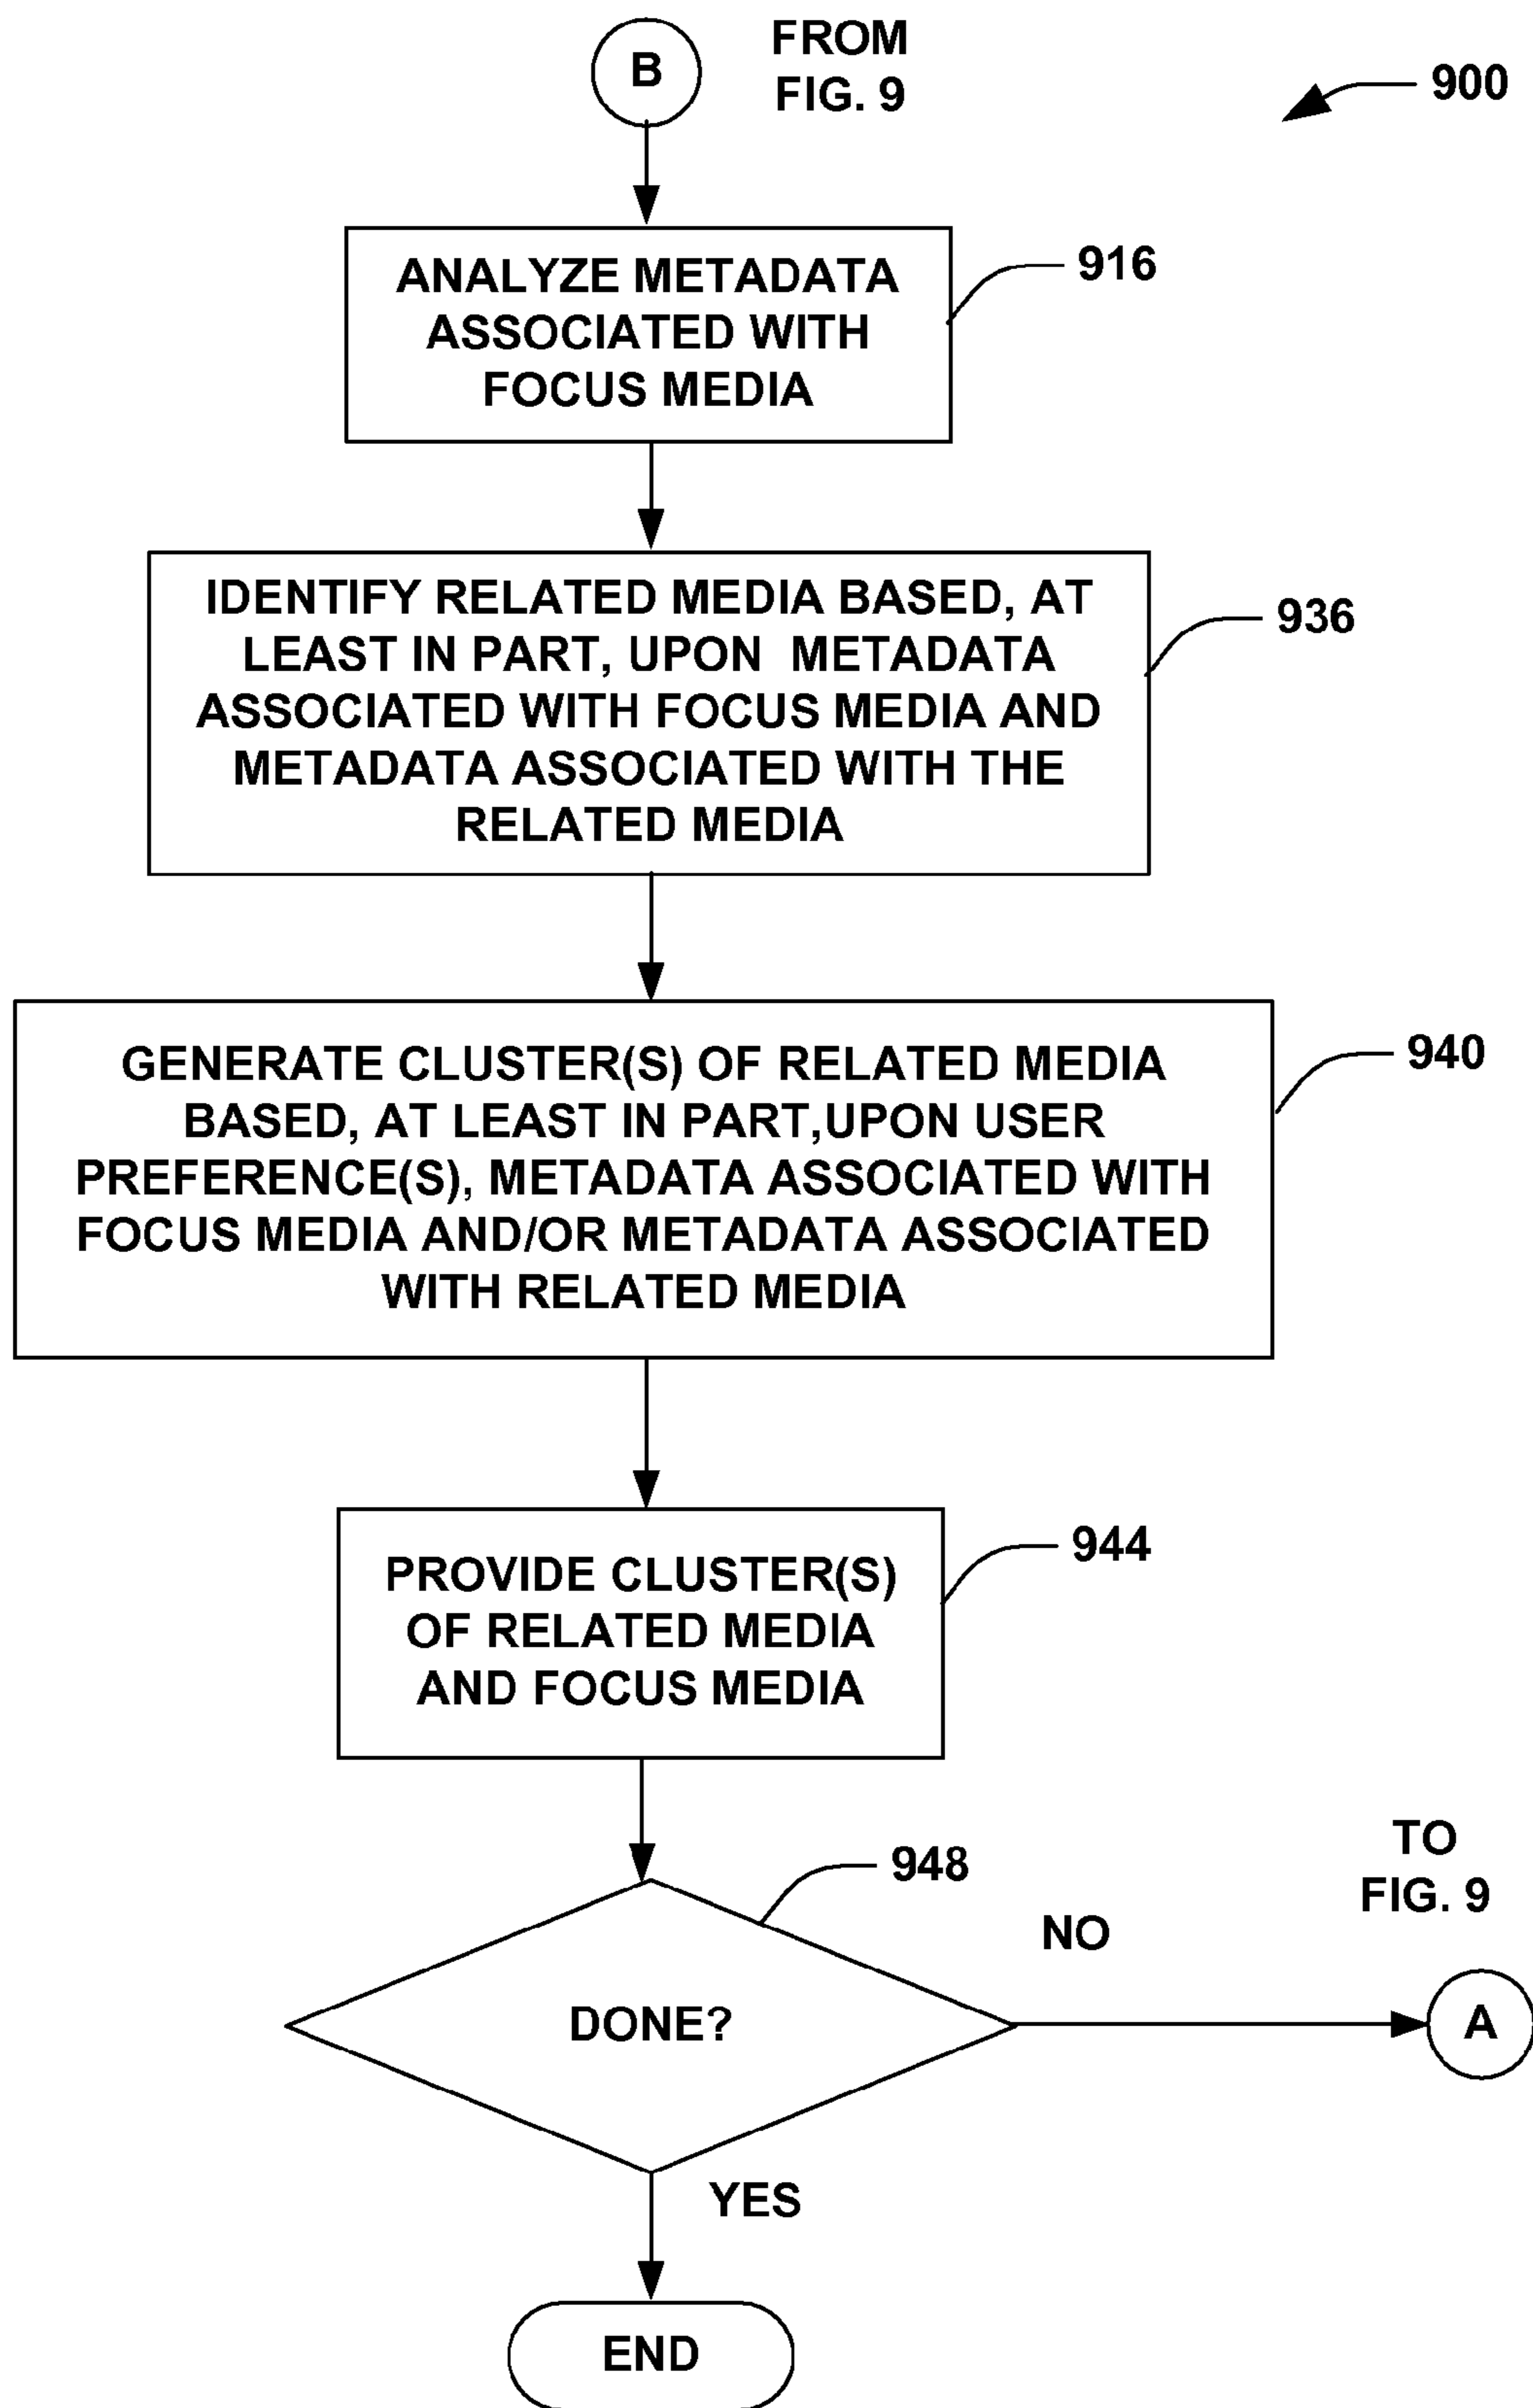 B
FROM
FIG. 9
900
ANALYZE METADATA
ASSOCIATED WITH
FOCUS MEDIA
916
IDENTIFY RELATED MEDIA BASED, AT
LEAST IN PART, UPON METADATA
ASSOCIATED WITH FOCUS MEDIA AND
METADATA ASSOCIATED WITH THE
RELATED MEDIA
936
GENERATE CLUSTER(S) OF RELATED MEDIA
BASED, AT LEAST IN PART,UPON USER
PREFERENCE(S), METADATA ASSOCIATED WITH
FOCUS MEDIA AND/OR METADATA ASSOCIATED
WITH RELATED MEDIA
940
PROVIDE CLUSTER(S)
OF RELATED MEDIA
AND FOCUS MEDIA
944
948
DONE?
NO
TO
FIG. 9
A
YES
END